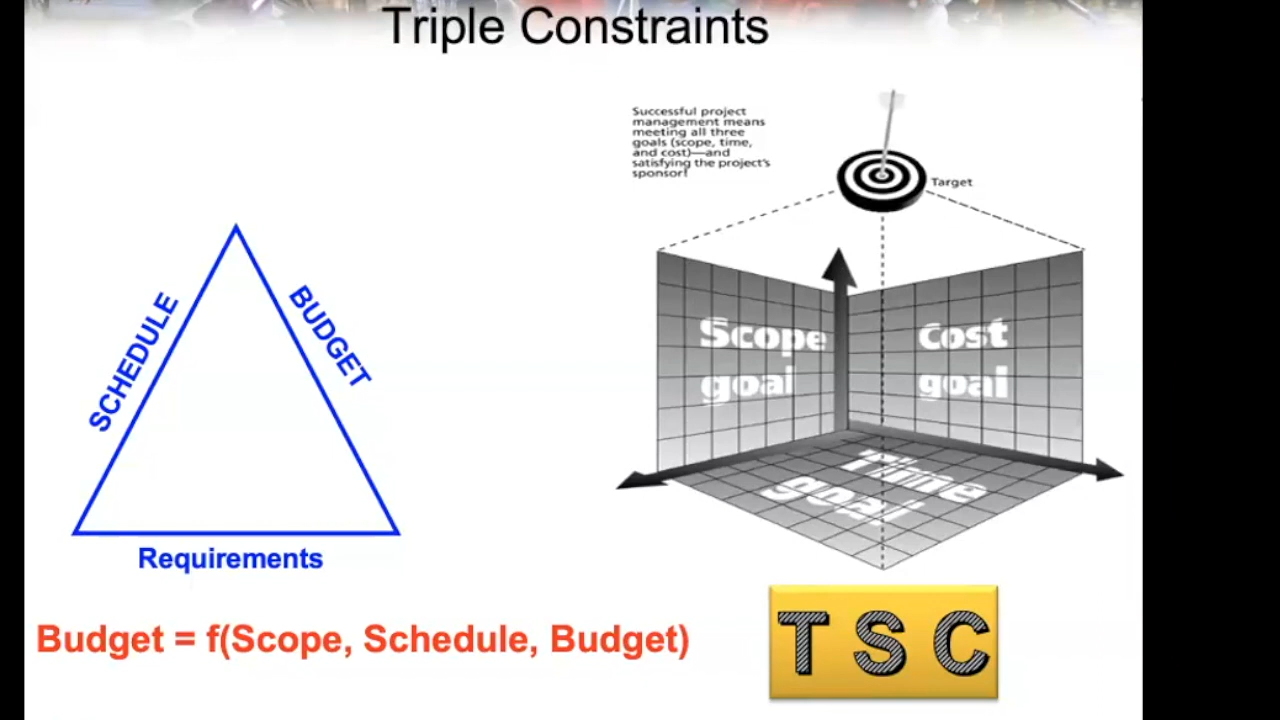 Triple Constraints
Successful project
management means
meeting all three
goals (scope, time,
and cost)—and
satisfying the project's
sponsor!
Target
SCHEDULE
BUDGET
Scope
goal
Cost
goal
Time
goal
Requirements
Budget = f(Scope, Schedule, Budget)
T S C